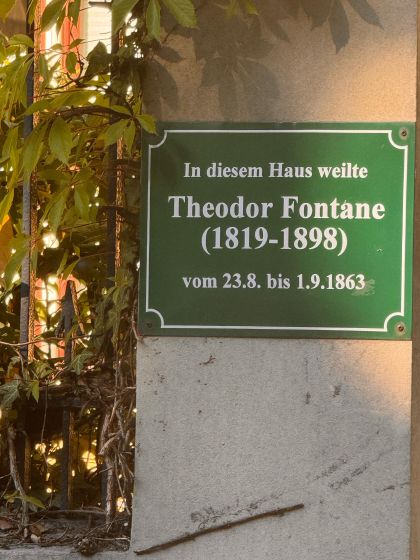 In diesem Haus weilte
Theodor Fontane
(1819-1898)
vom 23.8. bis 1.9.1863